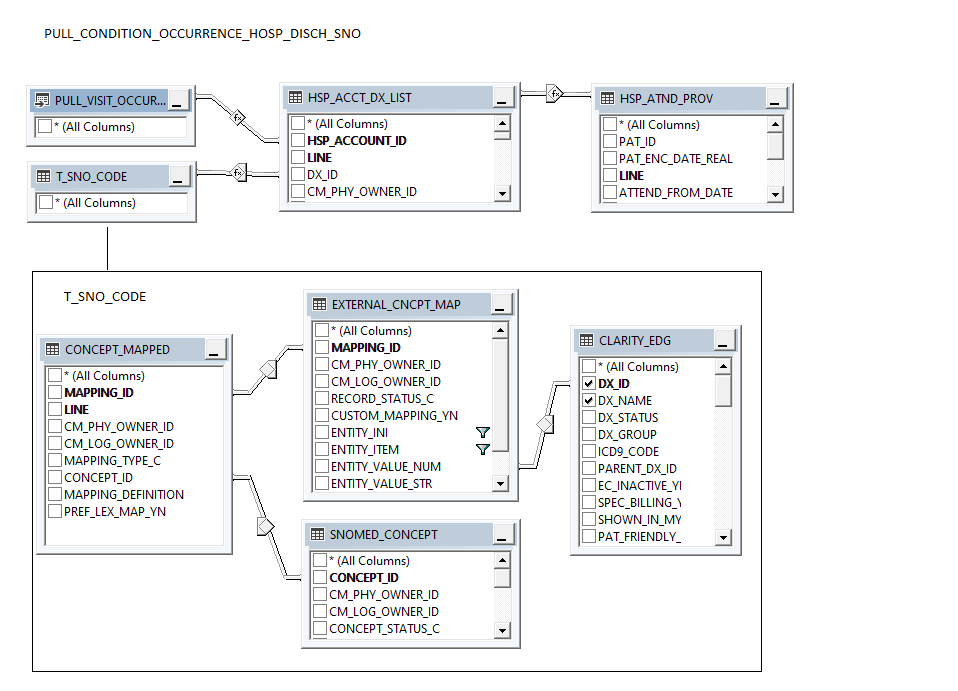 PULL_CONDITION_OCCURRENCE_HOSP_DISCH_SNO
PULL_VISIT_OCCUR...
* (All Columns)
T_SNO_CODE
* (All Columns)
HSP_ACCT_DX_LIST
* (All Columns)
HSP_ACCOUNT_ID
LINE
DX_ID
CM_PHY_OWNER_ID
HSP_ATND_PROV
* (All Columns)
PAT_ID
PAT_ENC_DATE_REAL
LINE
ATTEND_FROM_DATE
T_SNO_CODE
CONCEPT_MAPPED
* (All Columns)
MAPPING_ID
LINE
CM_PHY_OWNER_ID
CM_LOG_OWNER_ID
MAPPING_TYPE_C
CONCEPT_ID
MAPPING_DEFINITION
PREF_LEX_MAP_YN
EXTERNAL_CNCPT_MAP
* (All Columns)
MAPPING_ID
CM_PHY_OWNER_ID
CM_LOG_OWNER_ID
RECORD_STATUS_C
CUSTOM_MAPPING_YN
ENTITY_INI
ENTITY_ITEM
ENTITY_VALUE_NUM
ENTITY_VALUE_STR
SNOMED_CONCEPT
* (All Columns)
CONCEPT_ID
CM_PHY_OWNER_ID
CM_LOG_OWNER_ID
CONCEPT_STATUS_C
CLARITY_EDG
* (All Columns)
DX_ID
DX_NAME
DX_STATUS
DX_GROUP
ICD9_CODE
PARENT_DX_ID
EC_INACTIVE_YI
SPEC_BILLING_Y
SHOWN_IN_MY
PAT_FRIENDLY_